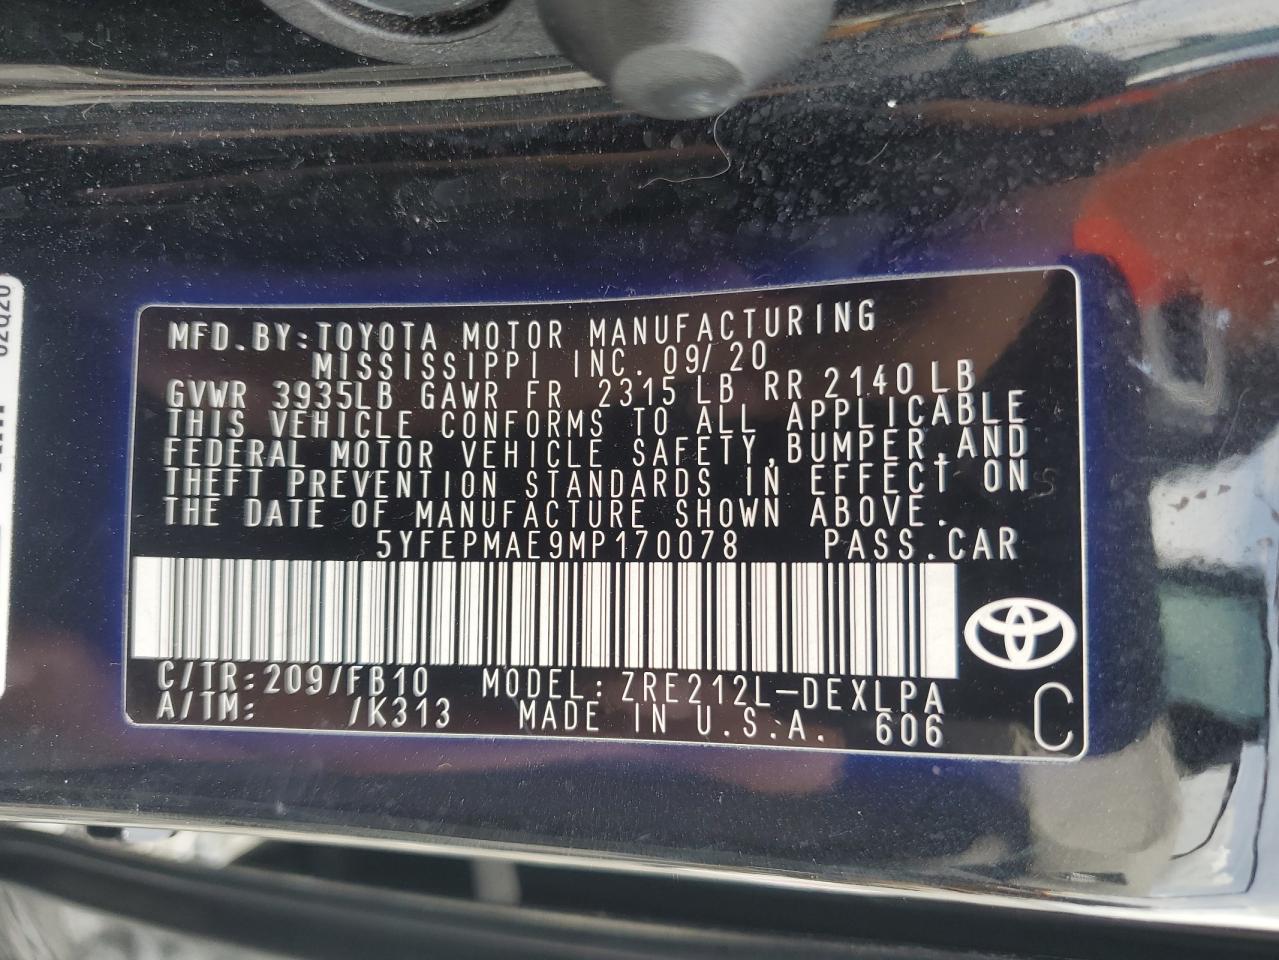 MFD.BY:TOYOTA MOTOR MANUFACTURING
MISSISSIPPI INC. 09/20
GVWR 3935LB GAWR FR 2315 LB RR 2140 LB
THIS VEHICLE CONFORMS TO ALL APPLICABLE
FEDERAL MOTOR VEHICLE SAFETY,BUMPER,AND
THEFT PREVENTION STANDARDS IN EFFECT ON
THE DATE OF MANUFACTURE SHOWN ABOVE.
5YFEPMAE9MP170078 PASS.CAR
C/TR:209/FB10 MODEL:ZRE212L-DEXLPA
A/TM: /K313 MADE IN U.S.A. 606
C